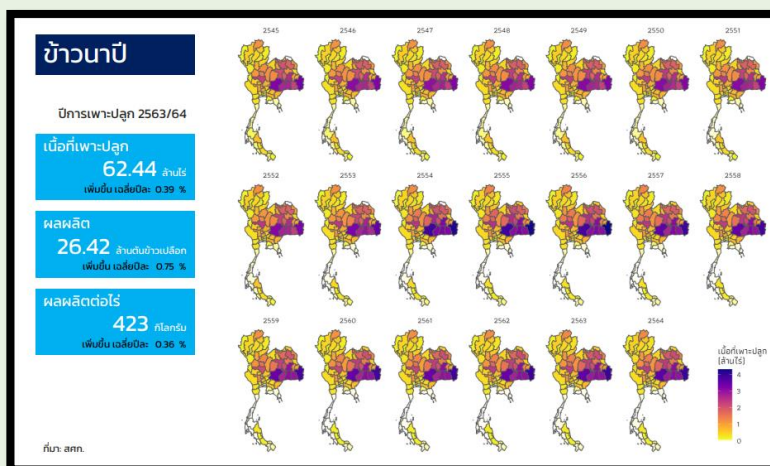 ข้าวนาปี
ปีการเพาะปลูก 2563/64
เนื้อที่เพาะปลูก
62.44 ล้านไร่
เพิ่มขึ้น เฉลี่ยปีละ 0.39 %
ผลผลิต
26.42 ล้านตันข้าวเปลือก
เพิ่มขึ้น เฉลี่ยปีละ 0.75 %
ผลผลิตต่อไร่
423 กิโลกรัม
เพิ่มขึ้น เฉลี่ยปีละ 0.36 %
ที่มา: สศก.
2545 2546 2547 2548 2549 2550 2551
2552 2553 2554 2555 2556 2557 2558
2559 2560 2561 2562 2563 2564
เนื้อที่เพาะปลูก
(ล้านไร่)
4
3
2
1
0